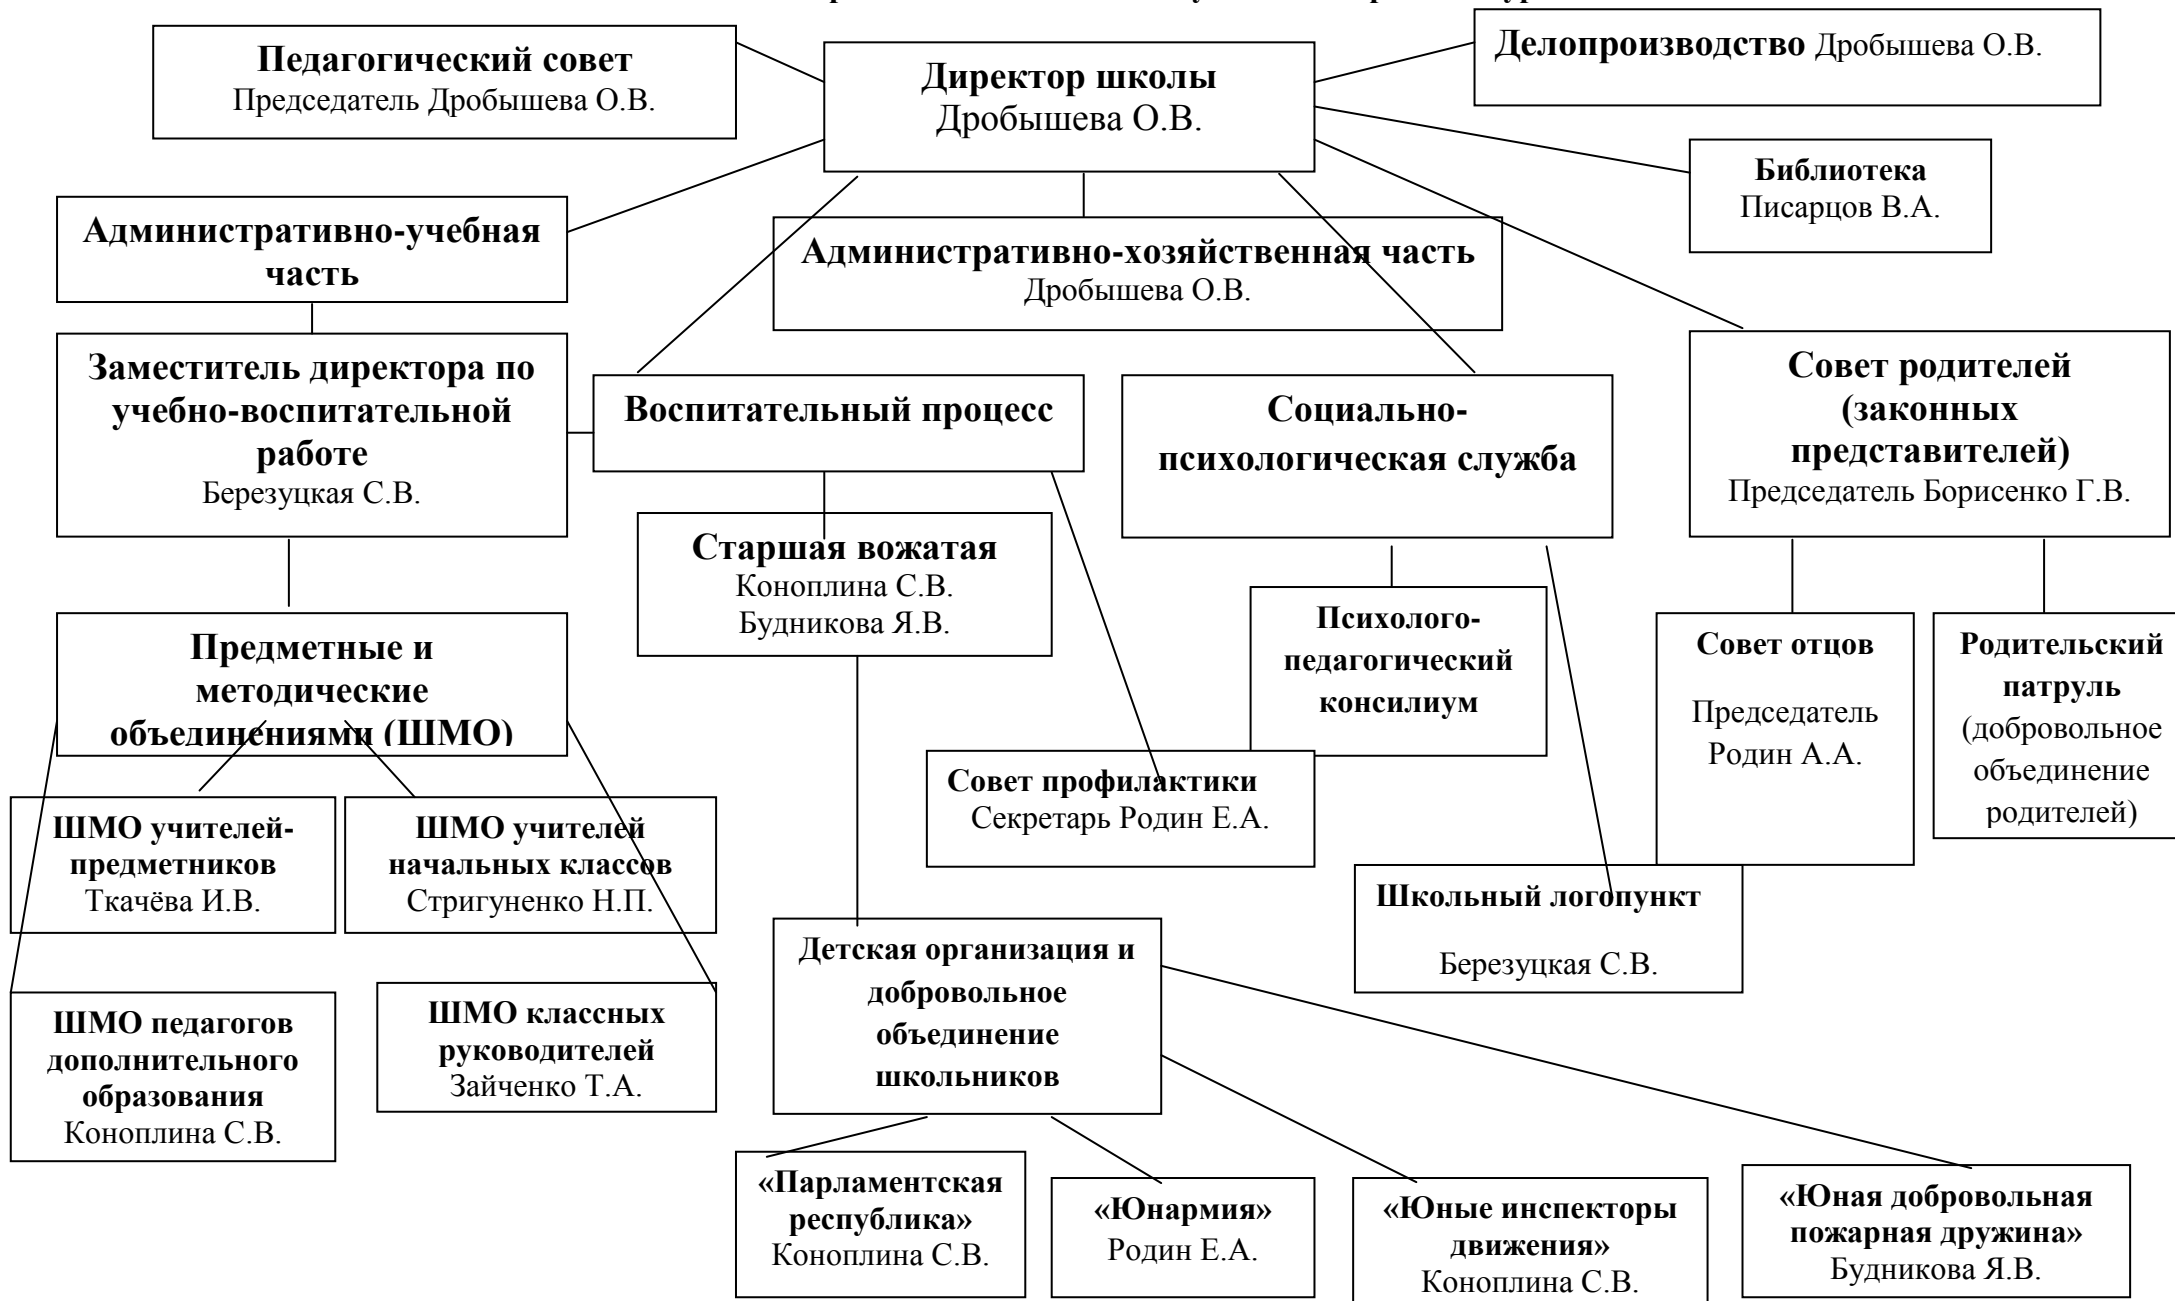 Педагогический совет
Председатель Дробышева О.В.
Директор школы
Дробышева О.В.
Делопроизводство Дробышева О.В.
Библиотека
Писарцов В.А.
Административно-учебная
часть
Административно-хозяйственная часть
Дробышева О.В.
Заместитель директора по
учебно-воспитательной
работе
Березуцкая С.В.
Воспитательный процесс
Социально-
психологическая служба
Совет родителей
(законных
представителей)
Председатель Борисенко Г.В.
Старшая вожатая
Коноплина С.В.
Будникова Я.В.
Предметные и
методические
объединениями (ШМО)
Психолого-
педагогический
консилиум
Совет отцов
Председатель
Родин А.А.
Родительский
патруль
(добровольное
объединение
родителей)
Совет профилактики
Секретарь Родин Е.А.
ШМО учителей-
предметников
Ткачёва И.В.
ШМО учителей
начальных классов
Стригуненко Н.П.
Школьный логопункт
Березуцкая С.В.
Детская организация и
добровольное
объединение
школьников
ШМО педагогов
дополнительного
образования
Коноплина С.В.
ШМО классных
руководителей
Зайченко Т.А.
«Парламентская
республика»
Коноплина С.В.
«Юнармия»
Родин Е.А.
«Юные инспекторы
движения»
Коноплина С.В.
«Юная добровольная
пожарная дружина»
Будникова Я.В.